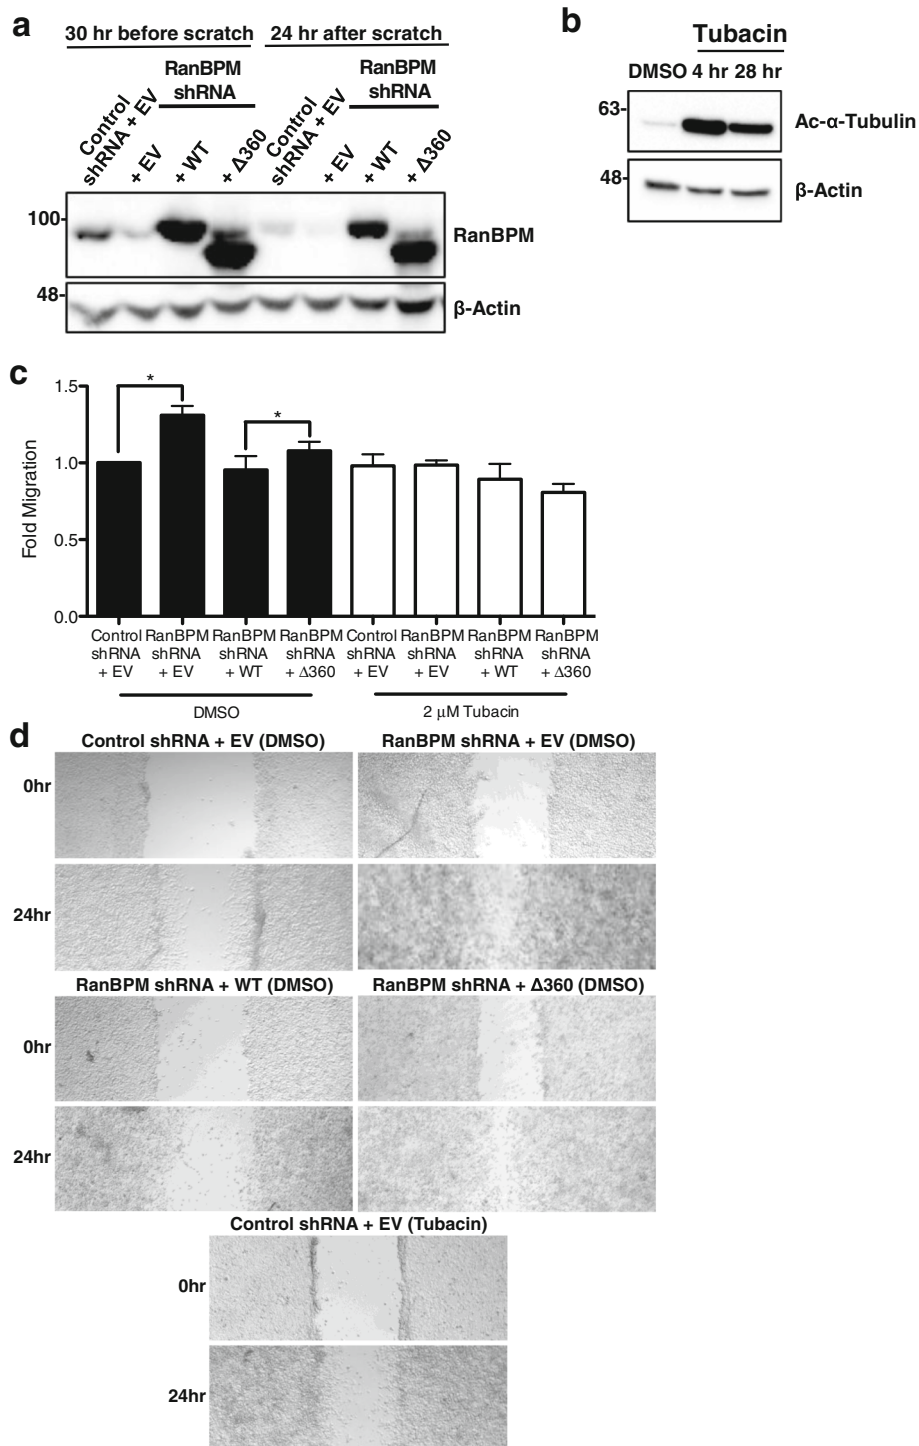 a
30 hr before scratch 24 hr after scratch
RanBPM shRNA
RanBPM shRNA
Control shRNA + EV
+ EV
+ WT
+ Δ360
Control shRNA + EV
+ EV
+ WT
+ Δ360
100
RanBPM
48
β-Actin
b
Tubacin
DMSO 4 hr 28 hr
63
Ac-α-Tubulin
48
β-Actin
c
Fold Migration
1.5
1.0
0.5
0.0
*
*
Control shRNA + EV
RanBPM shRNA + EV
RanBPM shRNA + WT
RanBPM shRNA + Δ360
Control shRNA + EV
RanBPM shRNA + EV
RanBPM shRNA + WT
RanBPM shRNA + Δ360
DMSO
2 μM Tubacin
d
Control shRNA + EV (DMSO)
RanBPM shRNA + EV (DMSO)
0hr
24hr
RanBPM shRNA + WT (DMSO)
RanBPM shRNA + Δ360 (DMSO)
0hr
24hr
Control shRNA + EV (Tubacin)
0hr
24hr